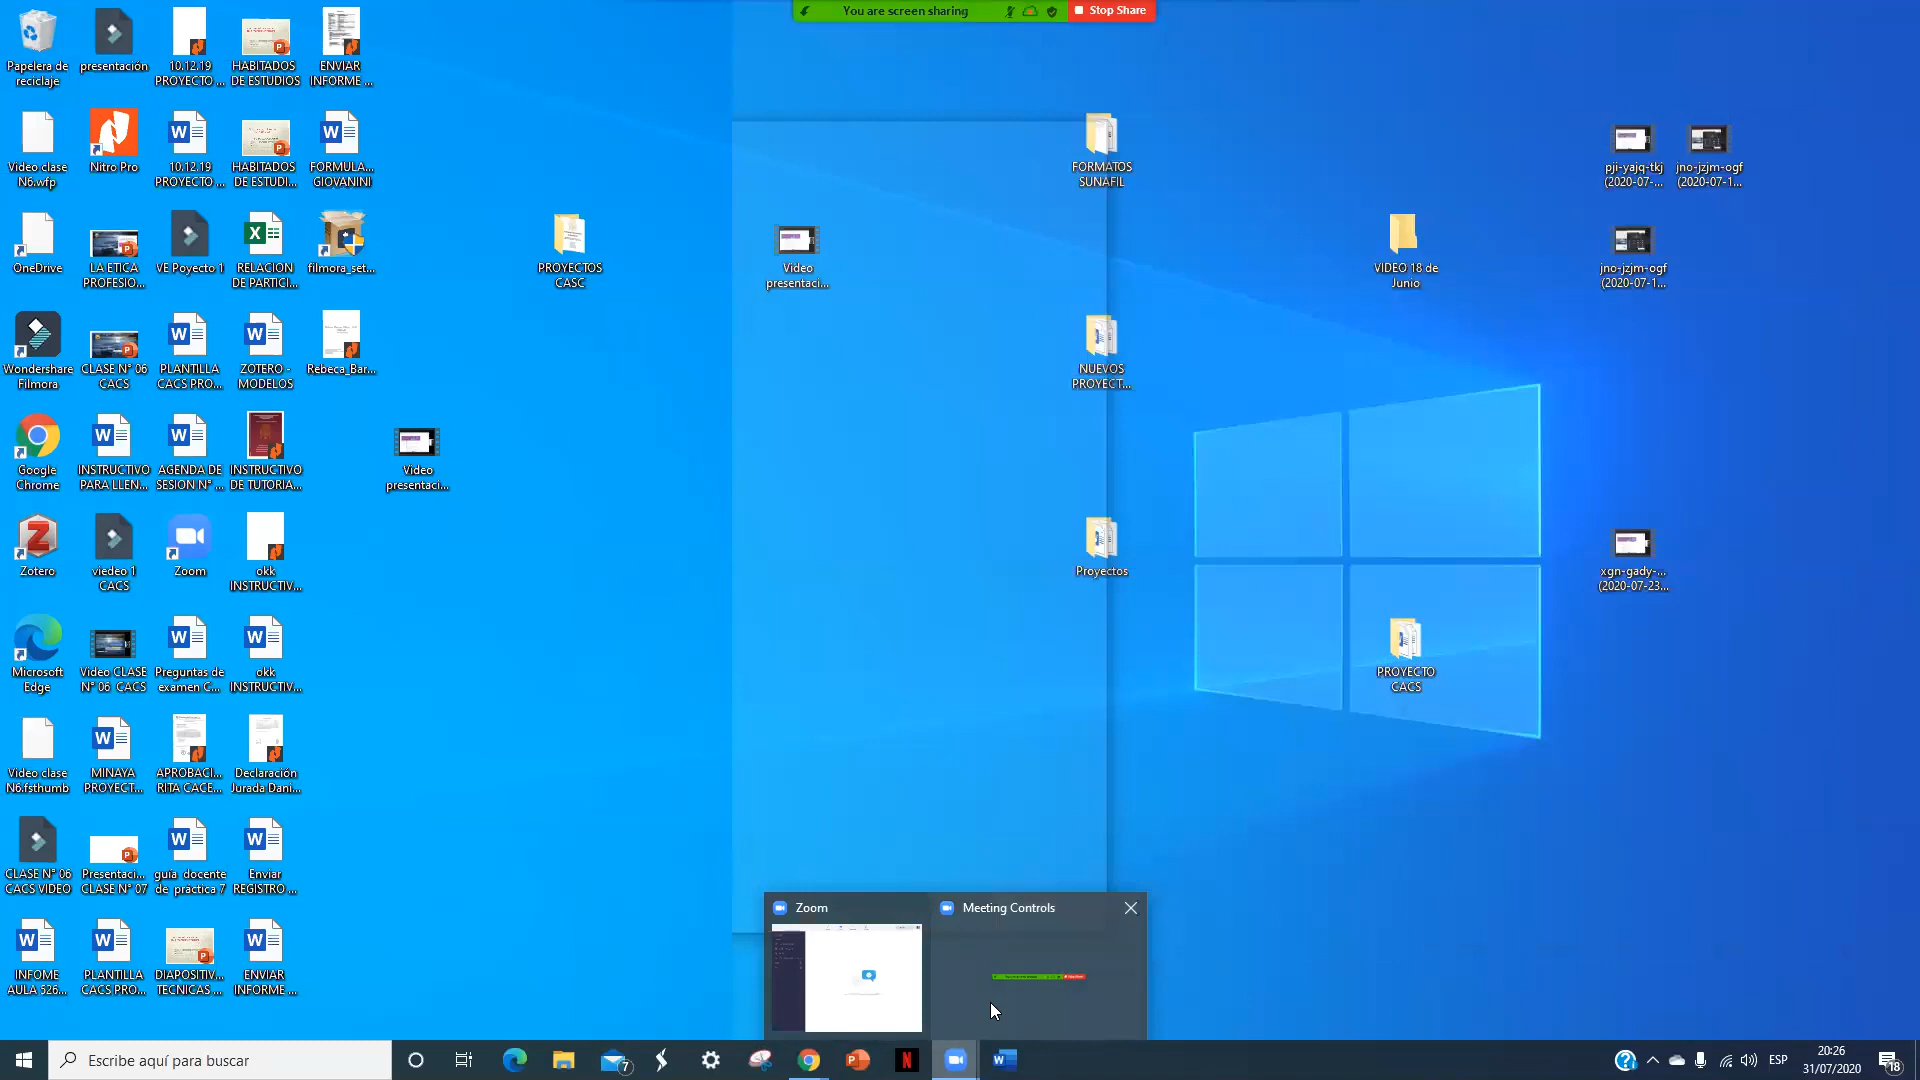 You are screen sharing
Stop Share
Papelera de
reciclaje
presentación
10.12.19
PROYECTO ...
HABITADOS
DE ESTUDIOS
ENVIAR
INFORME ...
Video clase
N6.wfp
Nitro Pro
10.12.19
PROYECTO ...
HABITADOS
DE ESTUDI...
FORMULA...
GIOVANINI
FORMATOS
SUNAFIL
pji-yajq-tkj
(2020-07-...
jno-jzjm-ogf
(2020-07-1...
OneDrive
LA ETICA
PROFESIO...
VE Poyecto 1
RELACION
DE PARTICI...
filmora_set...
PROYECTOS
CASC
Video
presentaci...
VIDEO 18 de
Junio
jno-jzjm-ogf
(2020-07-1...
Wondershare
Filmora
CLASE N° 06
CACS
PLANTILLA
CACS PRO...
ZOTERO -
MODELOS
Rebeca_Bar...
NUEVOS
PROYECT...
Google
Chrome
INSTRUCTIVO
PARA LLEN...
AGENDA DE
SESION N° ...
INSTRUCTIVO
DE TUTORIA...
Video
presentaci...
Zotero
viedeo 1
CACS
Zoom
okk
INSTRUCTIV...
Proyectos
xgn-gady-...
(2020-07-23...
Microsoft
Edge
Video CLASE
N° 06 CACS
Preguntas de
examen C...
okk
INSTRUCTIV...
PROYECTO
CACS
Video clase
N6.fsthumb
MINAYA
PROYECT...
APROBACI...
RITA CACE...
Declaración
Jurada Dani...
CLASE N° 06
CACS VIDEO
Presentaci...
CLASE N° 07
guia docente
de practica 7
Enviar
REGISTRO ...
INFOME
AULA 526...
PLANTILLA
CACS PRO...
DIAPOSITIV...
TECNICAS ...
ENVIAR
INFORME ...
Zoom
Meeting Controls
Escribe aquí para buscar
7
ESP
20:26
31/07/2020
18